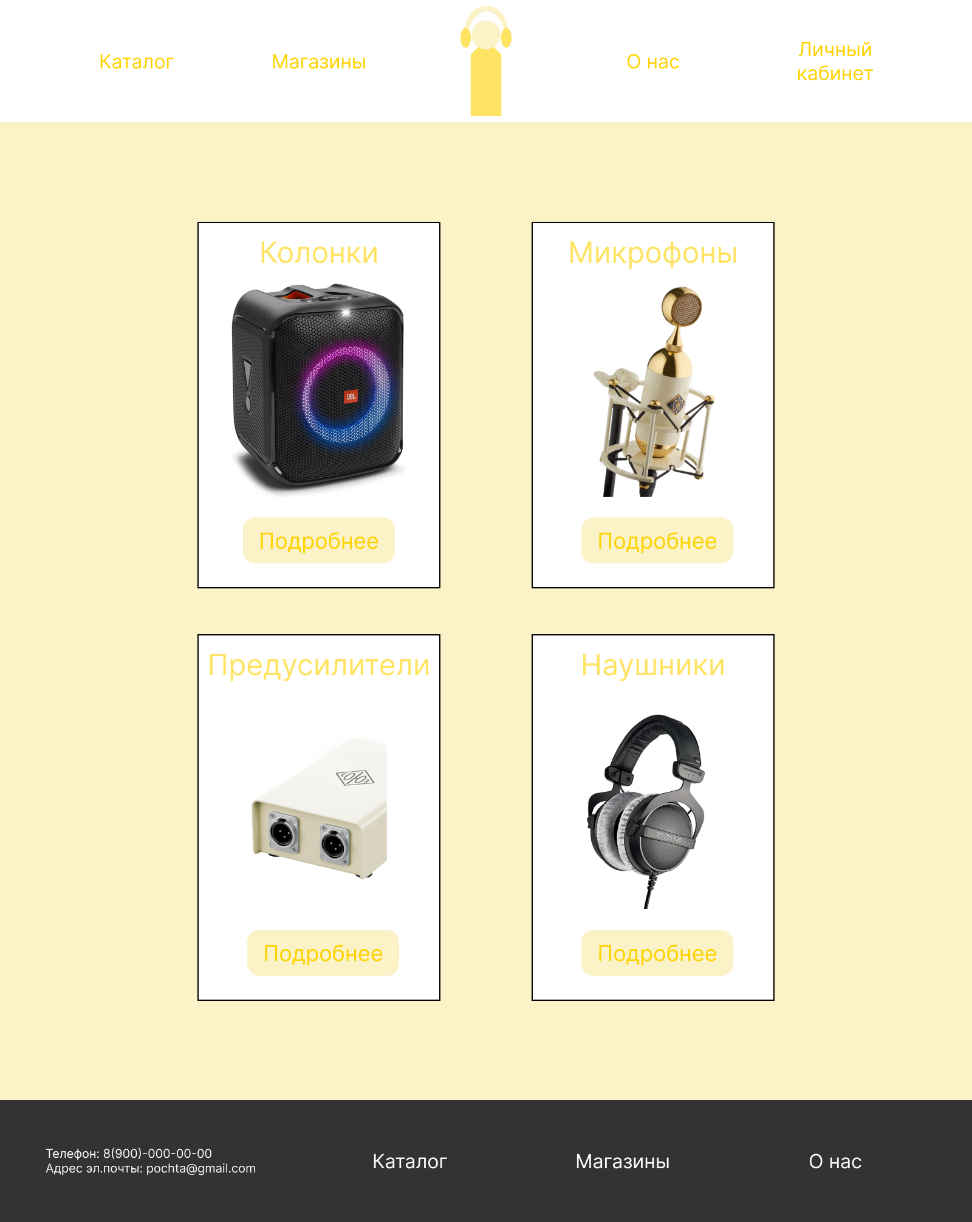 Каталог
Магазины
О нас
Личный
кабинет
Колонки
Микрофоны
JBL
Подробнее
Подробнее
Предусилители
Наушники
Подробнее
Подробнее
Телефон: 8(900)-000-00-00
Адрес эл.почты: pochta@gmail.com
Каталог
Магазины
О нас